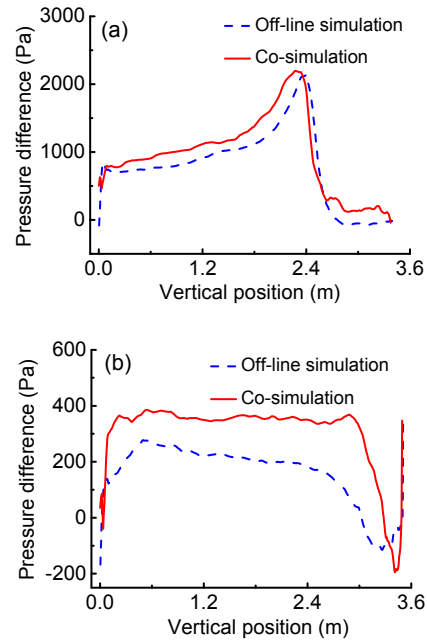 (a)
Off-line simulation
Co-simulation
Pressure difference (Pa)
3000
2000
1000
0
0.0 1.2 2.4 3.6
Vertical position (m)
(b)
Off-line simulation
Co-simulation
Pressure difference (Pa)
600
400
200
0
-200
0.0 1.2 2.4 3.6
Vertical position (m)